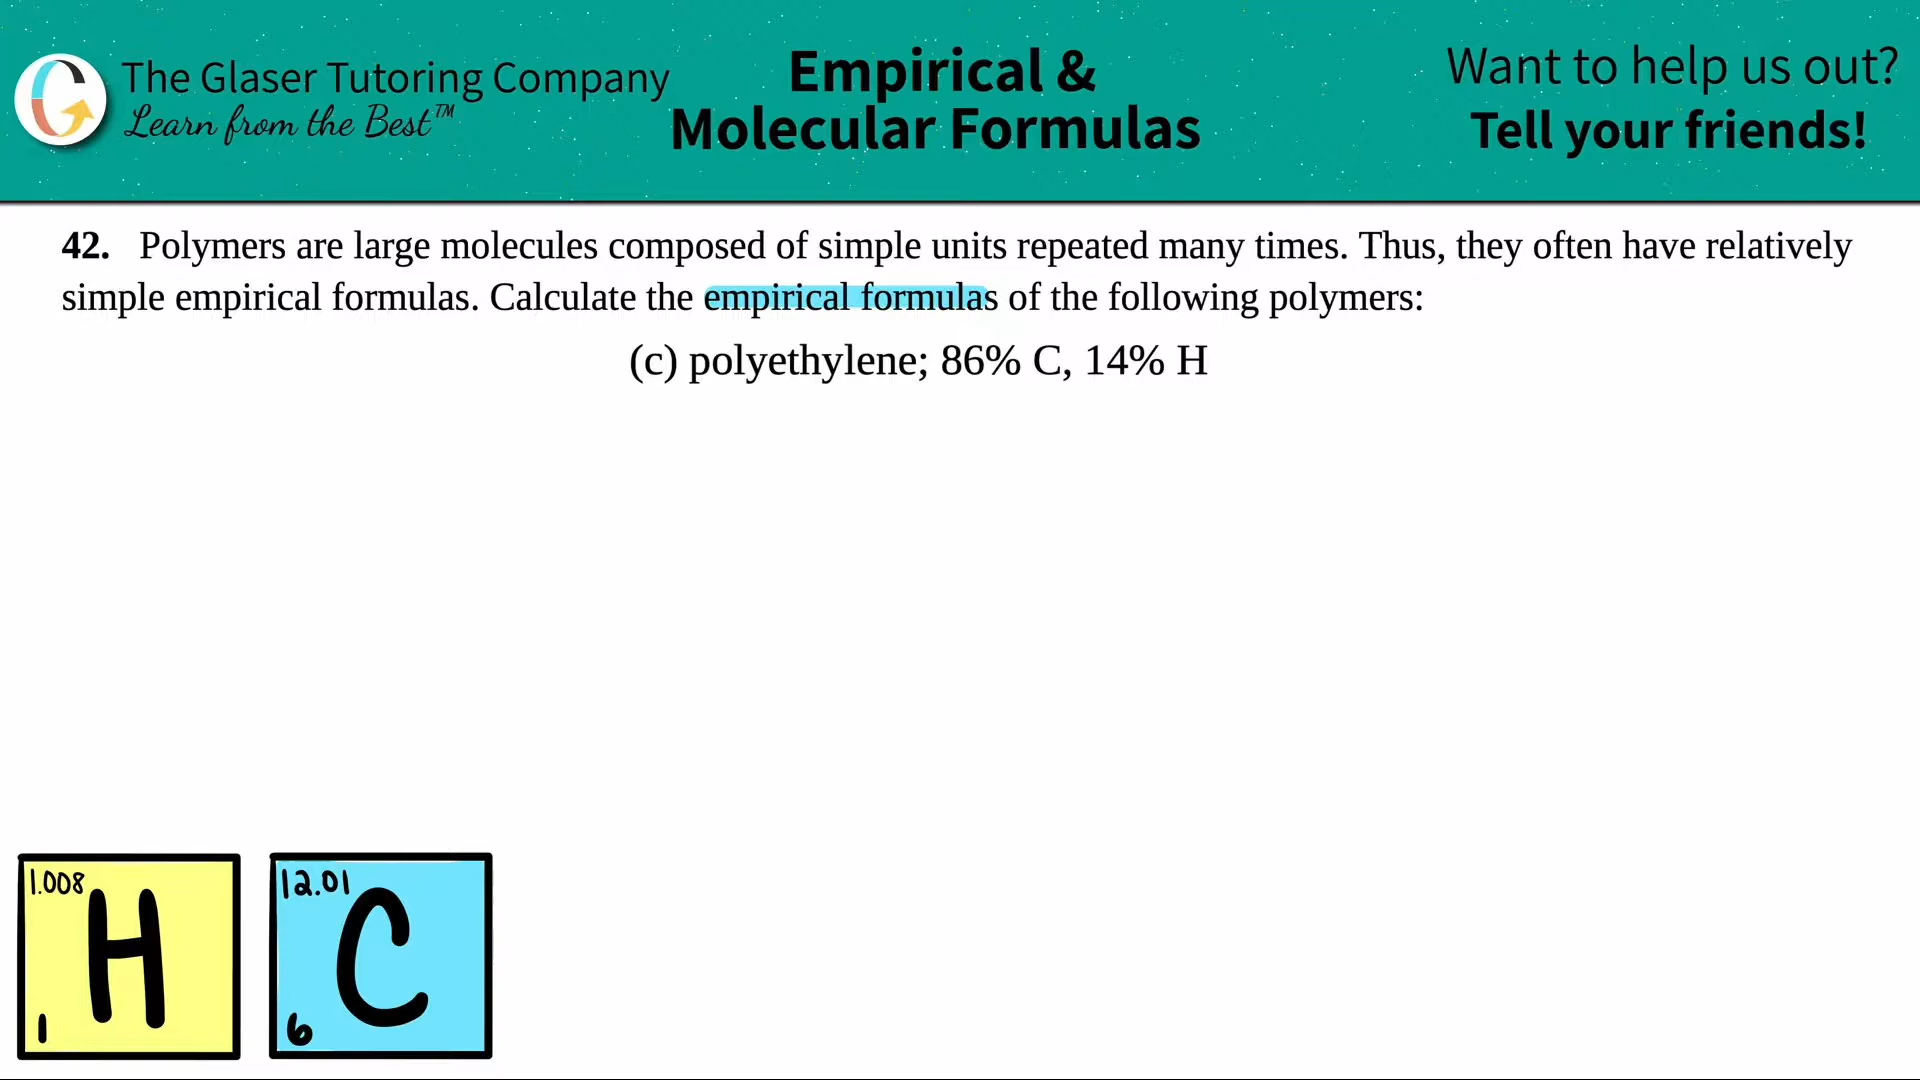 The Glaser Tutoring Company
Learn from the Best™
Empirical &
Molecular Formulas
Want to help us out?
Tell your friends!
42. Polymers are large molecules composed of simple units repeated many times. Thus, they often have relatively
simple empirical formulas. Calculate the empirical formulas of the following polymers:
(c) polyethylene; 86% C, 14% H
1.008
H
1
12.01
C
6